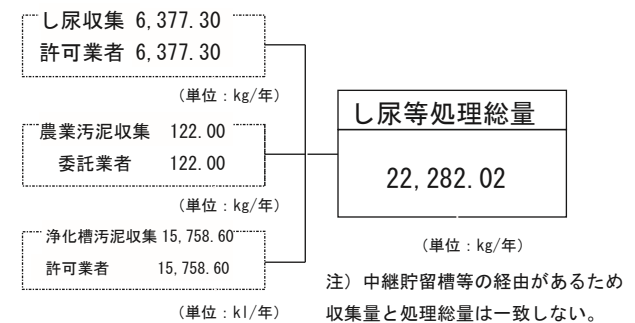 し尿収集 6,377.30
許可業者 6,377.30
（単位：kg/年）
農業汚泥収集 122.00
委託業者 122.00
（単位：kg/年）
浄化槽汚泥収集 15,758.60
許可業者 15,758.60
（単位：kl/年）
し尿等処理総量
22,282.02
（単位：kg/年）
注）中継貯留槽等の経由があるため
収集量と処理総量は一致しない。